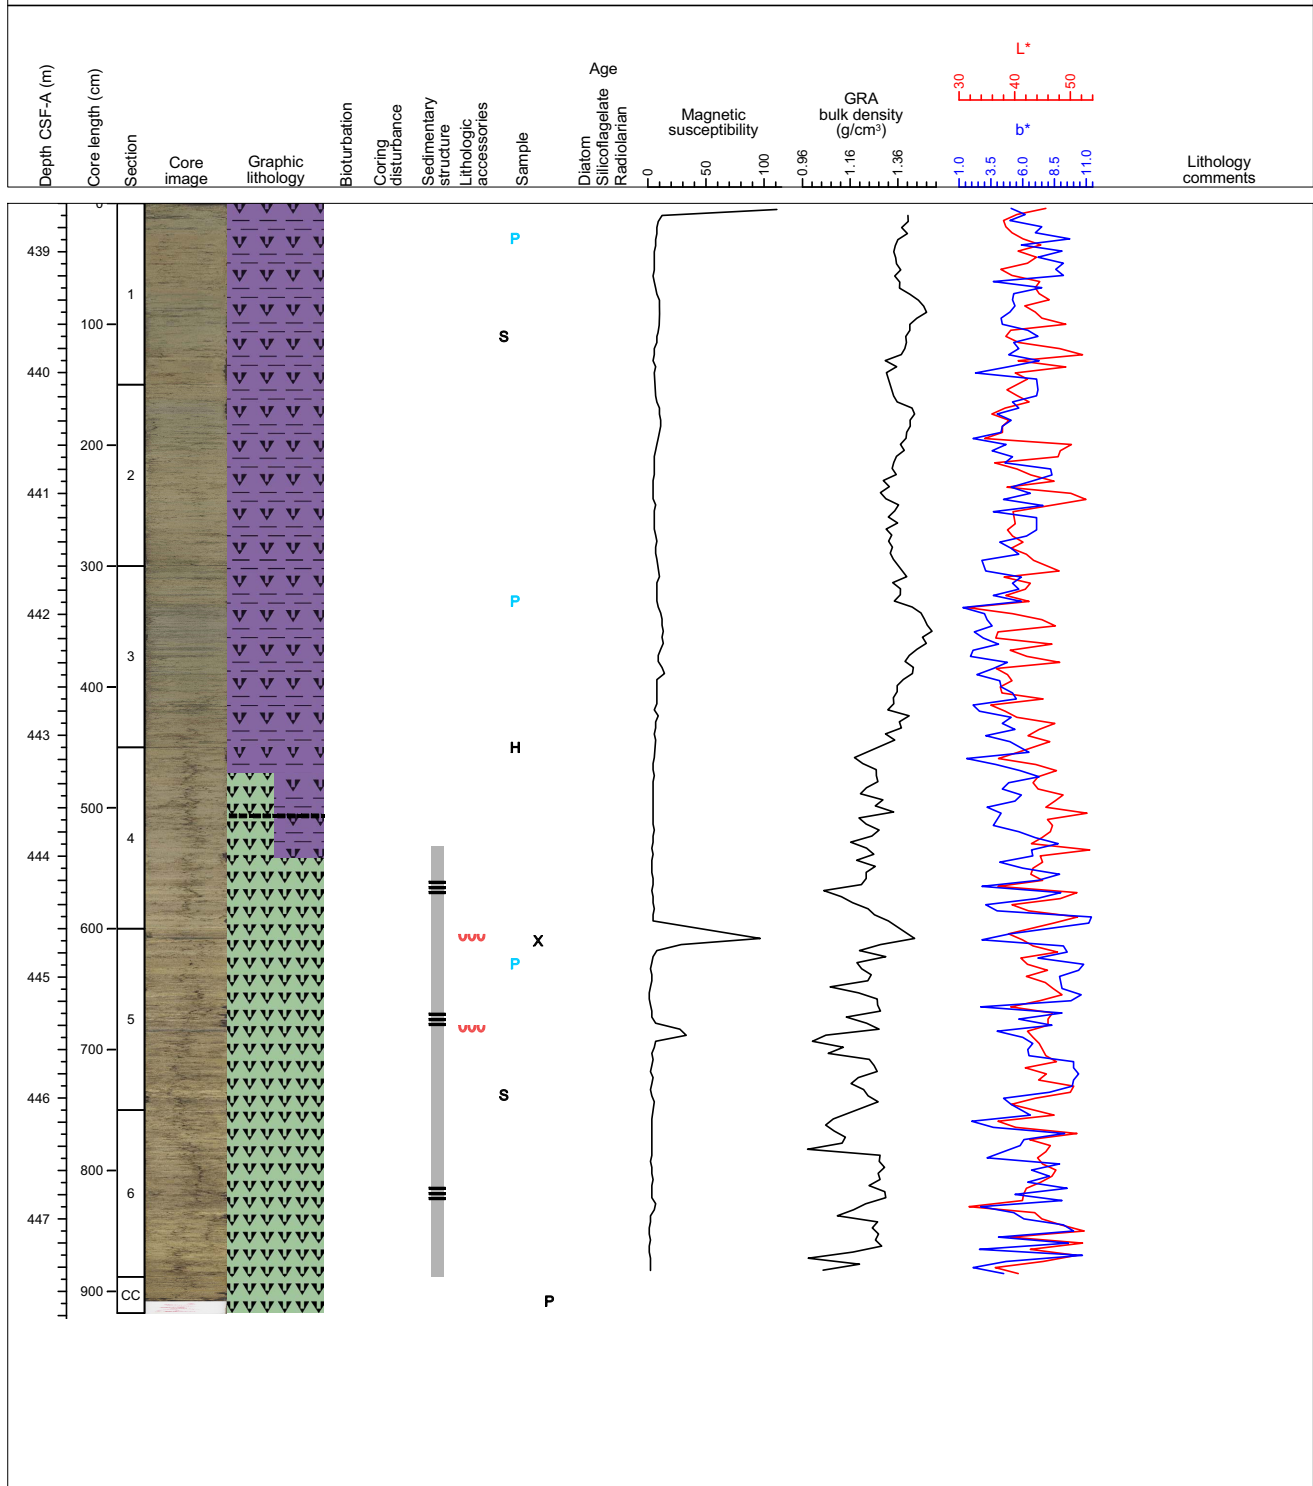 L*
30 40 50
Age
Depth CSF-A (m)
Core length (cm)
Section
Core
image
Graphic
lithology
Bioturbation
Coring
disturbance
Sedimentary
structure
Lithologic
accessories
Sample
Diatom
Silicoflagelate
Radiolarian
Magnetic
susceptibility
0 50 100
GRA
bulk density
(g/cm³)
0.96 1.16 1.36
b*
1.0 3.5 6.0 8.5 11.0
Lithology
comments
0
P
439
1
100
S
440
200
2
441
300
P
442
3
400
443
H
500
4
444
600
X
P
445
5
700
S
446
800
6
447
900
CC
P